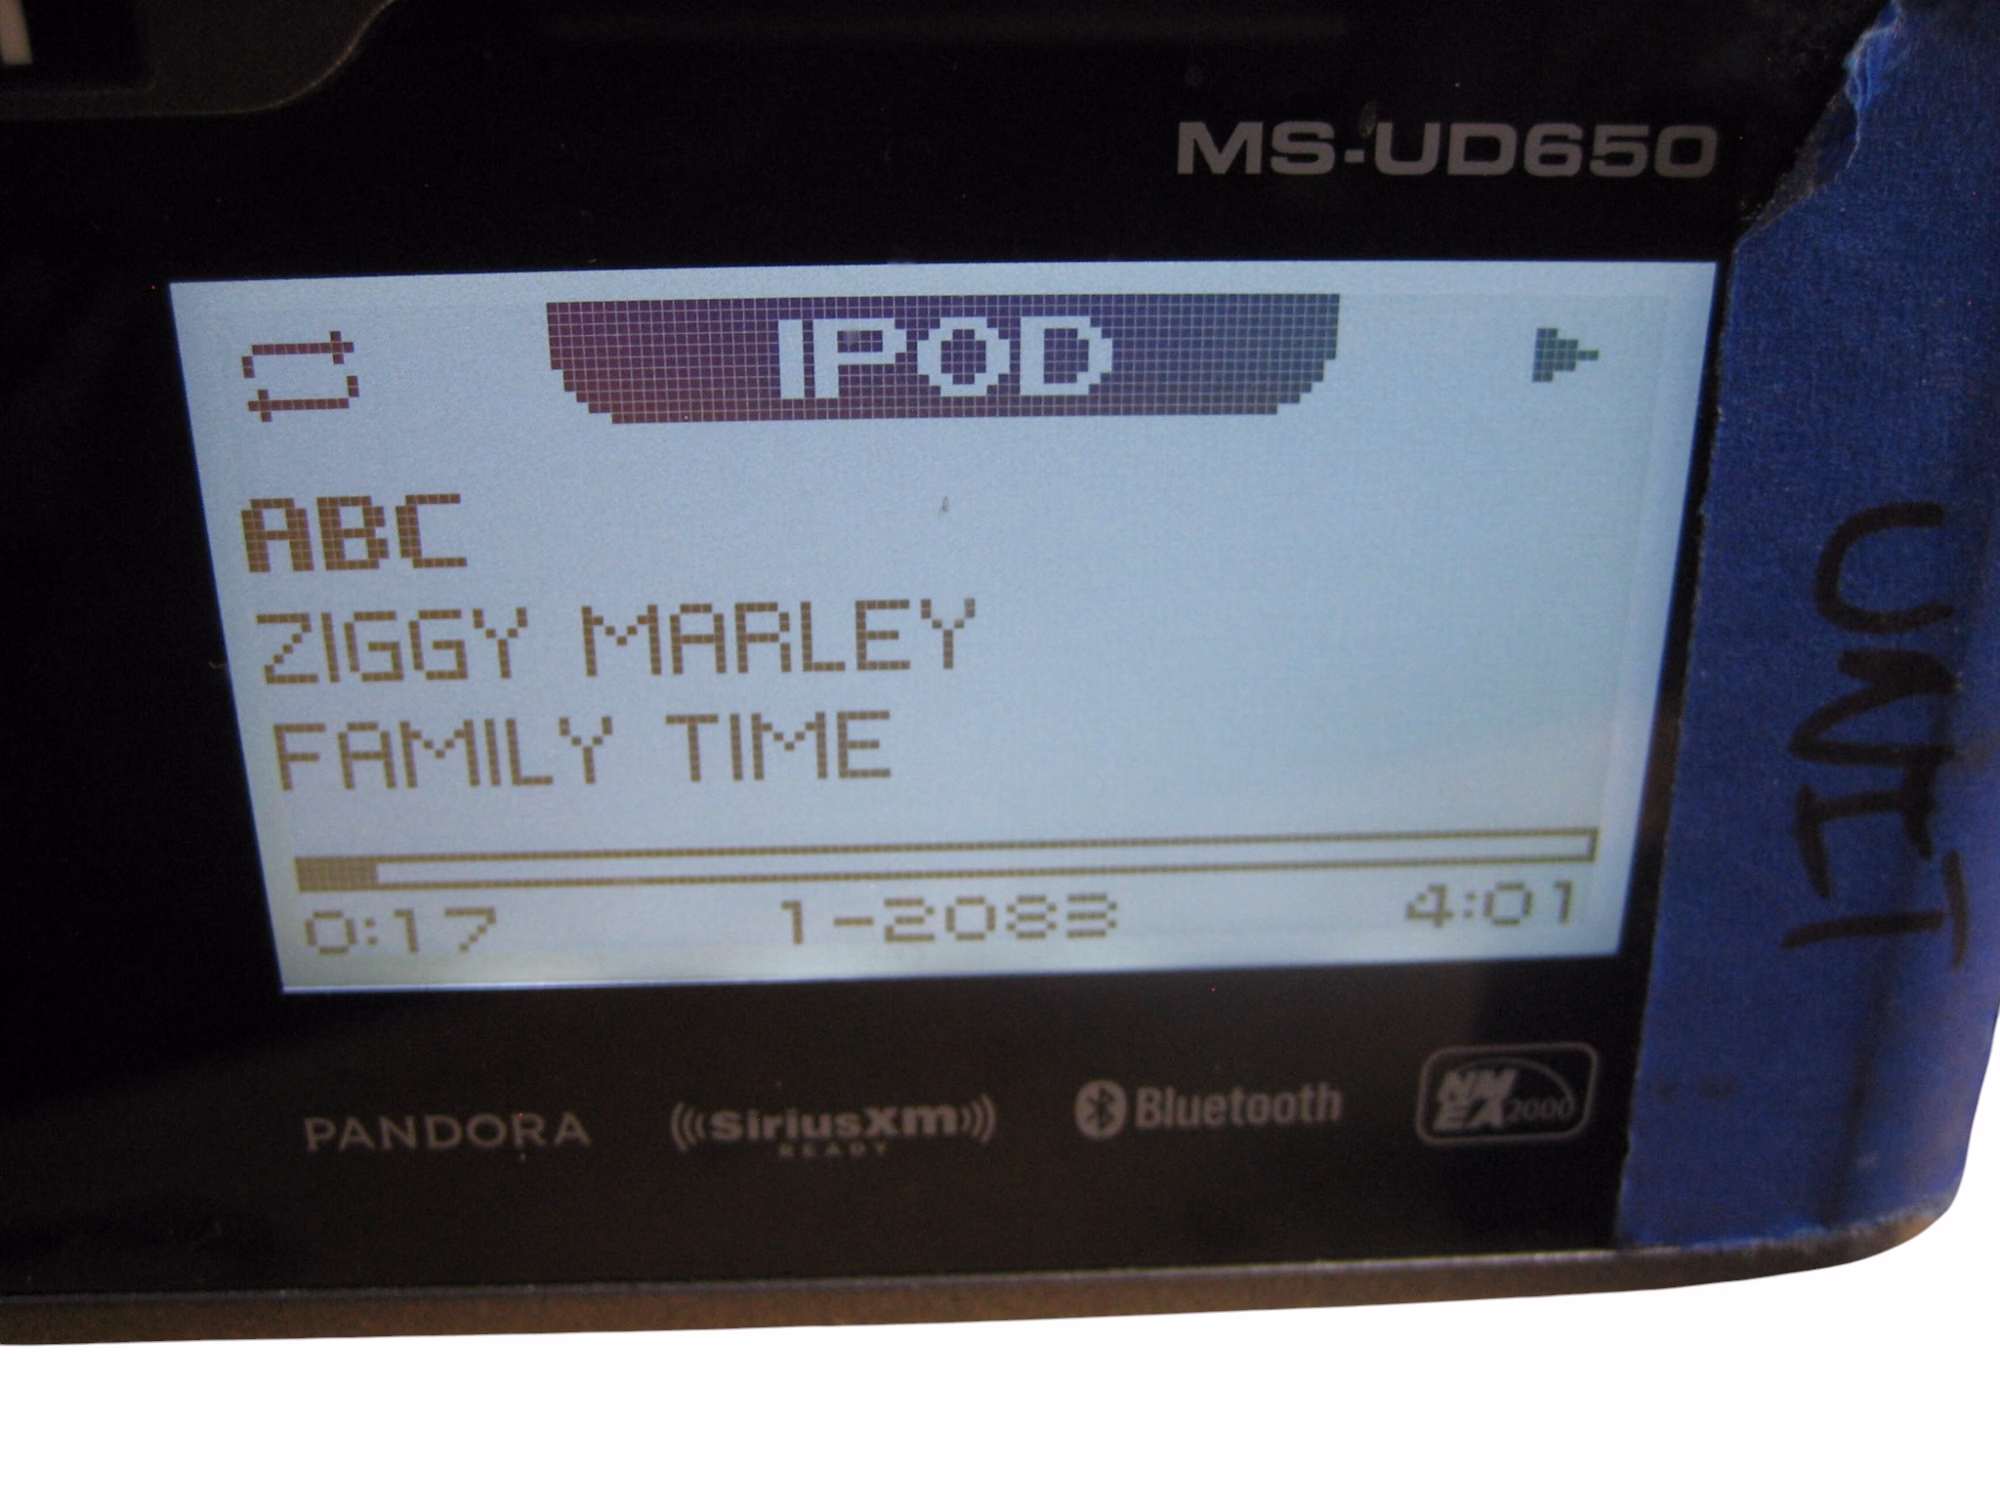 MS-UD650
IPOD
ABC
ZIGGY MARLEY
FAMILY TIME
0:17 1-2083 4:01
PANDORA ((SiriusXm)) Bluetooth NMEA 2000
READY
UNIT